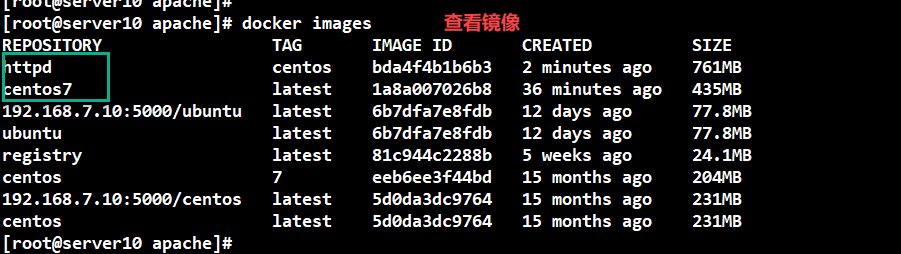 [root@server10 apache]#
[root@server10 apache]# docker images 查看镜像
REPOSITORY TAG IMAGE ID CREATED SIZE
httpd centos bda4f4b1b6b3 2 minutes ago 761MB
centos7 latest 1a8a007026b8 36 minutes ago 435MB
192.168.7.10:5000/ubuntu latest 6b7dfa7e8fdb 12 days ago 77.8MB
ubuntu latest 6b7dfa7e8fdb 12 days ago 77.8MB
registry latest 81c944c2288b 5 weeks ago 24.1MB
centos 7 eeb6ee3f44bd 15 months ago 204MB
192.168.7.10:5000/centos latest 5d0da3dc9764 15 months ago 231MB
centos latest 5d0da3dc9764 15 months ago 231MB
[root@server10 apache]#